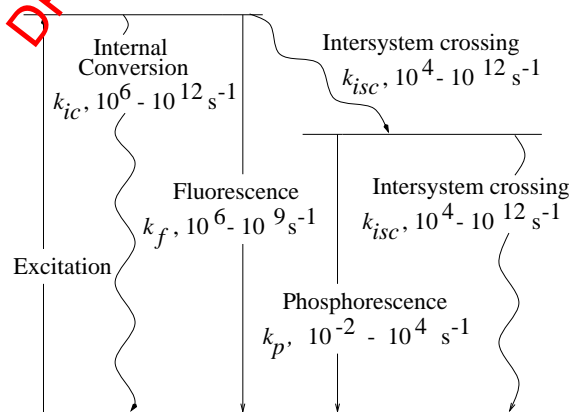 Internal
Conversion
k_ic, 10^6 - 10^12 s^-1
Intersystem crossing
k_isc, 10^4 - 10^12 s^-1
Fluorescence
k_f, 10^6 - 10^9 s^-1
Intersystem crossing
k_isc, 10^4 - 10^12 s^-1
Excitation
Phosphorescence
k_p, 10^-2 - 10^4 s^-1